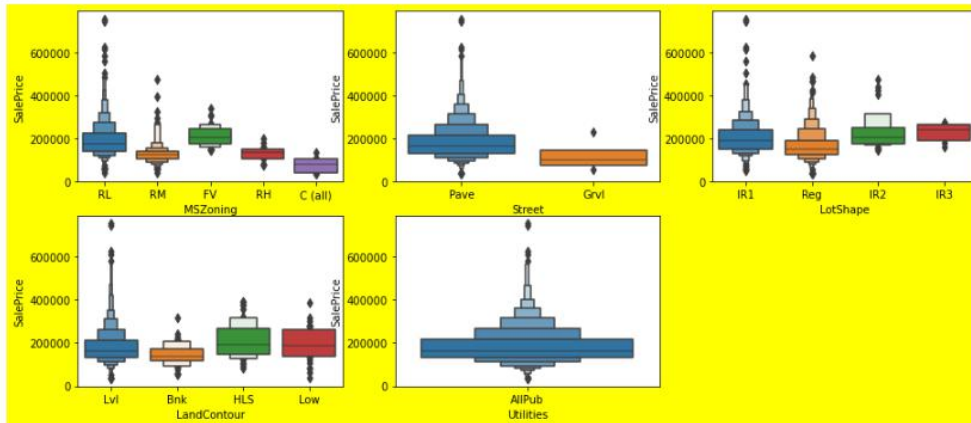 SalePrice
600000
400000
200000
0
RL RM FV RH C (all)
MSZoning
SalePrice
600000
400000
200000
0
Pave Grvl
Street
SalePrice
600000
400000
200000
0
IR1 Reg IR2 IR3
LotShape
SalePrice
600000
400000
200000
0
Lvl Bnk HLS Low
LandContour
SalePrice
600000
400000
200000
0
AllPub
Utilities